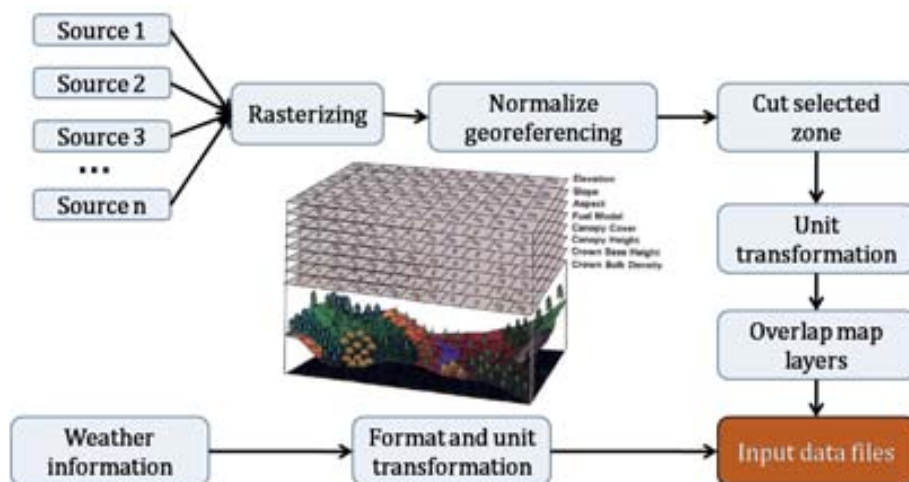 Source 1
Source 2
Source 3
...
Source n
Rasterizing
Normalize
georeferencing
Cut selected
zone
Elevation
Slope
Aspect
Fuel Model
Canopy Cover
Canopy Height
Crown Base Height
Crown Bulk Density
Unit
transformation
Overlap map
layers
Weather
information
Format and unit
transformation
Input data files